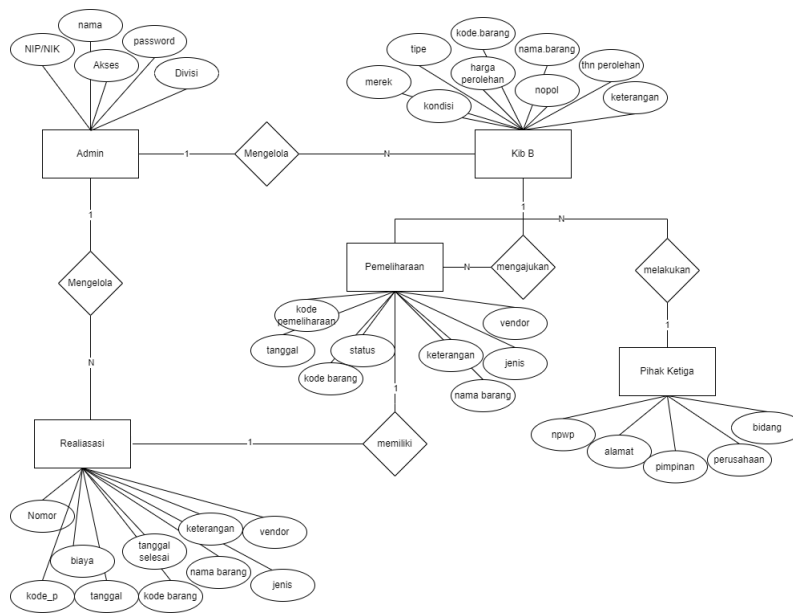 nama
NIP/NIK
Akses
password
Divisi
kode.barang
tipe
nama.barang
harga
perolehan
thn perolehan
merek
kondisi
nopol
keterangan
Admin
1
Mengelola
N
Kib B
1
1
N
Pemeliharaan
N
mengajukan
melakukan
Mengelola
kode
pemeliharaan
vendor
tanggal
status
keterangan
jenis
1
kode barang
nama barang
Pihak Ketiga
N
1
npwp
alamat
pimpinan
perusahaan
bidang
Realiasasi
1
memiliki
Nomor
keterangan
vendor
biaya
tanggal
selesai
nama barang
jenis
kode_p
tanggal
kode barang